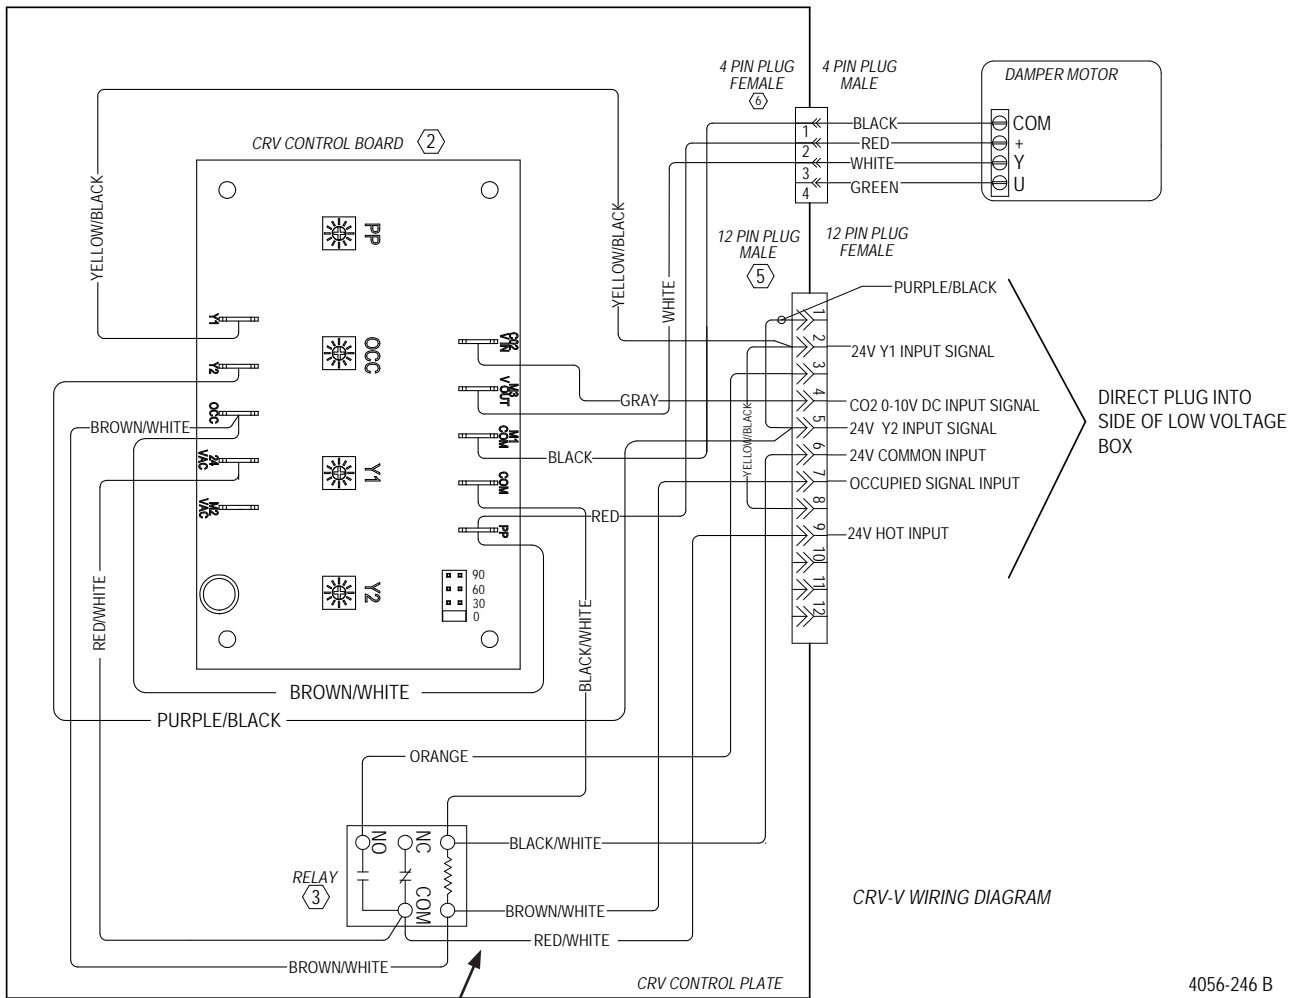 4 PIN PLUG
FEMALE
6
4 PIN PLUG
MALE
DAMPER MOTOR
CRV CONTROL BOARD 2
1
2
3
4
BLACK
RED
WHITE
GREEN
COM
+
Y
U
YELLOW/BLACK
YELLOW/BLACK
WHITE
12 PIN PLUG
MALE
5
12 PIN PLUG
FEMALE
PURPLE/BLACK
PP
OCC
Y1
Y2
Y1
Y2
OCC
24
VAC
M2
VAC
CO2
V IN
M3
V OUT
M1
COM
COM
PP
90
60
30
0
1
2
3
4
5
6
7
8
9
10
11
12
24V Y1 INPUT SIGNAL
CO2 0-10V DC INPUT SIGNAL
24V Y2 INPUT SIGNAL
24V COMMON INPUT
OCCUPIED SIGNAL INPUT
24V HOT INPUT
DIRECT PLUG INTO
SIDE OF LOW VOLTAGE
BOX
GRAY
BROWN/WHITE
BLACK
YELLOW/BLACK
RED
RED/WHITE
BLACK/WHITE
BROWN/WHITE
PURPLE/BLACK
ORANGE
RELAY
3
NO
NC
COM
BLACK/WHITE
BROWN/WHITE
RED/WHITE
BROWN/WHITE
CRV-V WIRING DIAGRAM
CRV CONTROL PLATE
4056-246 B